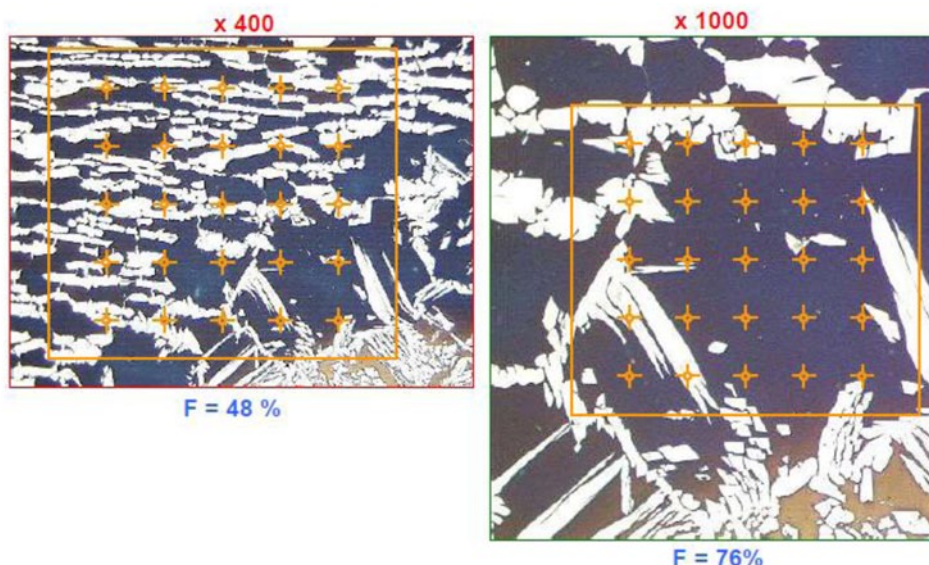 x 400
x 1000
F = 48 %
F = 76%